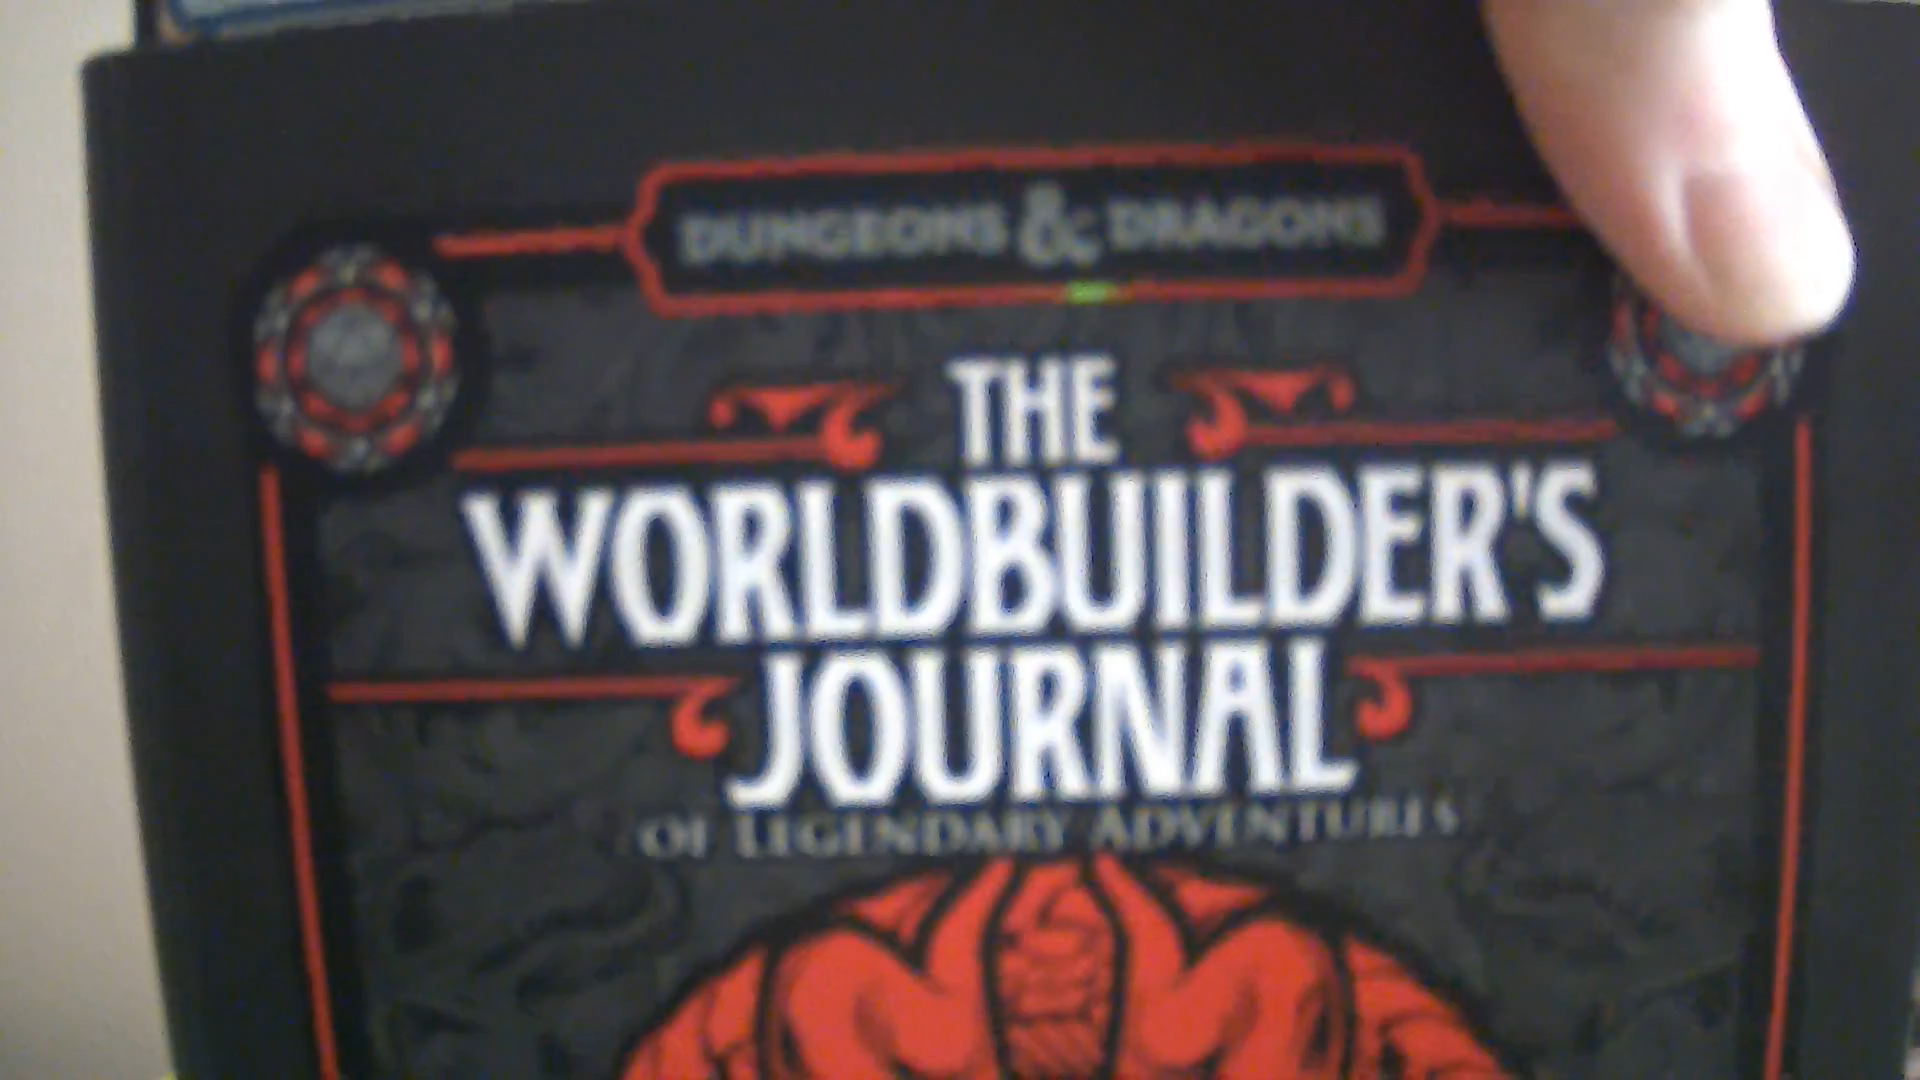 DUNGEONS & DRAGONS
THE
WORLDBUILDER'S
JOURNAL
OF LEGENDARY ADVENTURES